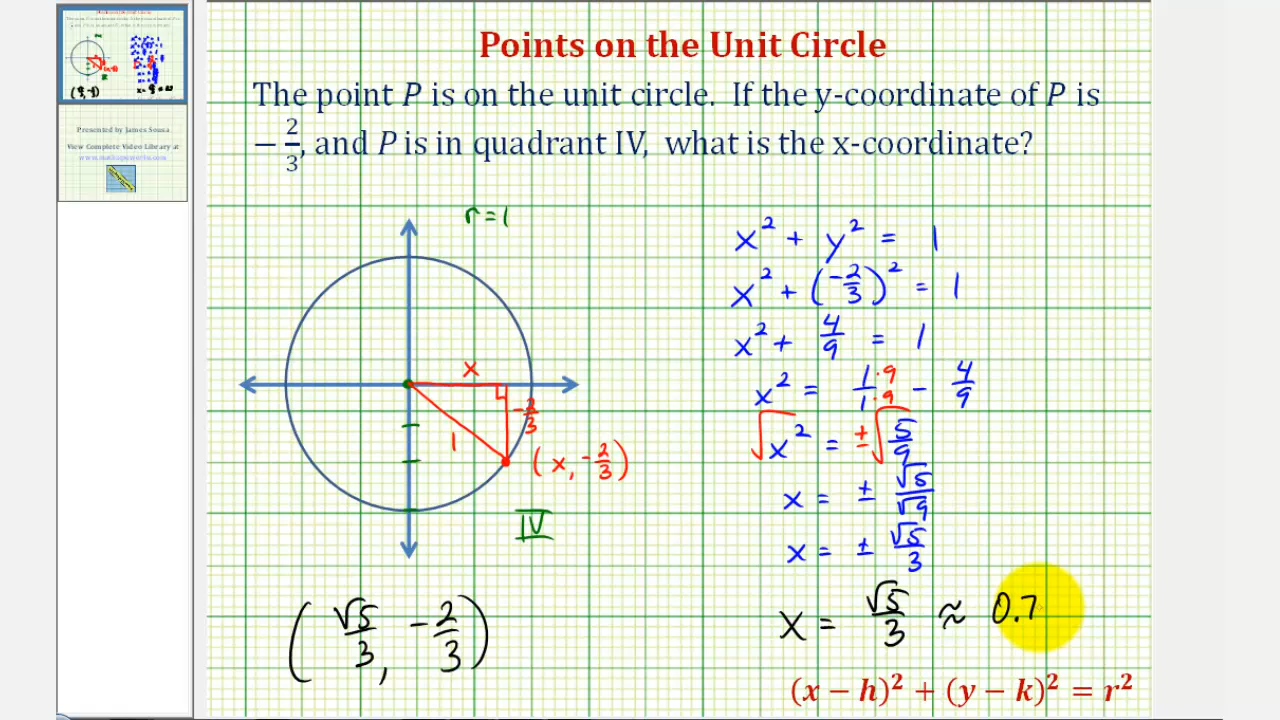 Presented by James Sousa
View Complete Video Library at
www.mathispower4u.com
Points on the Unit Circle
The point P is on the unit circle. If the y-coordinate of P is
−2/3, and P is in quadrant IV, what is the x-coordinate?
r = 1
x
−2/3
1
(x, −2/3)
IV
(√5/3, −2/3)
x² + y² = 1
x² + (−2/3)² = 1
x² + 4/9 = 1
x² = 1·9/1·9 − 4/9
√x² = ±√5/9
x = ± √5/√9
x = ± √5/3
x = √5/3 ≈ 0.7
(x − h)² + (y − k)² = r²